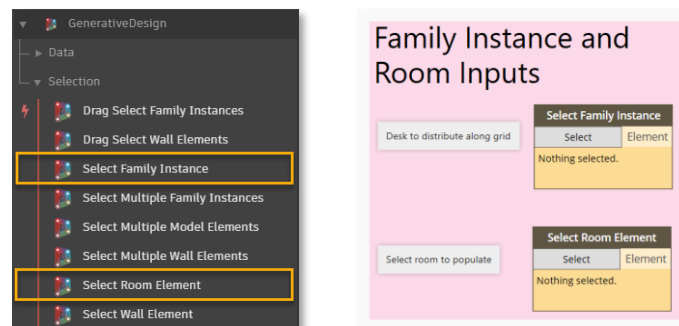 GenerativeDesign
Data
Selection
Drag Select Family Instances
Drag Select Wall Elements
Select Family Instance
Select Multiple Family Instances
Select Multiple Model Elements
Select Multiple Wall Elements
Select Room Element
Select Wall Element
Family Instance and
Room Inputs
Desk to distribute along grid
Select Family Instance
Select Element
Nothing selected.
Select room to populate
Select Room Element
Select Element
Nothing selected.